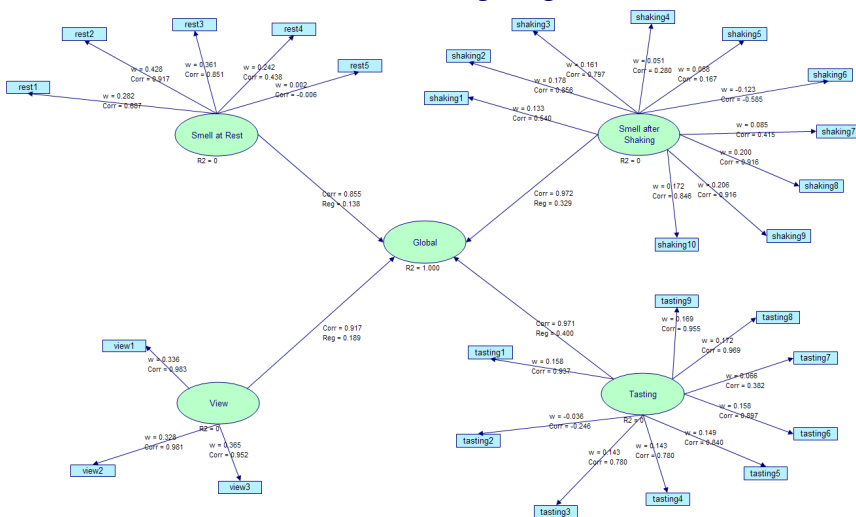 rest1
rest2
rest3
rest4
rest5
w = 0.282
Corr = 0.687
w = 0.428
Corr = 0.917
w = 0.361
Corr = 0.851
w = 0.242
Corr = 0.438
w = 0.002
Corr = -0.006
Smell at Rest
R2 = 0
shaking1
shaking2
shaking3
shaking4
shaking5
shaking6
shaking7
shaking8
shaking9
shaking10
w = 0.133
Corr = 0.540
w = 0.178
Corr = 0.856
w = 0.161
Corr = 0.797
w = 0.051
Corr = 0.280
w = 0.058
Corr = 0.167
w = -0.123
Corr = -0.585
w = 0.085
Corr = 0.415
w = 0.200
Corr = 0.916
w = 0.206
Corr = 0.916
w = 0.172
Corr = 0.846
Smell after
Shaking
R2 = 0
Corr = 0.855
Reg = 0.138
Corr = 0.972
Reg = 0.329
Global
R2 = 1.000
Corr = 0.917
Reg = 0.189
Corr = 0.971
Reg = 0.400
view1
view2
view3
w = 0.336
Corr = 0.983
w = 0.328
Corr = 0.981
w = 0.365
Corr = 0.952
View
R2 = 0
tasting1
tasting2
tasting3
tasting4
tasting5
tasting6
tasting7
tasting8
tasting9
w = 0.158
Corr = 0.937
w = -0.036
Corr = -0.246
w = 0.143
Corr = 0.780
w = 0.143
Corr = 0.780
w = 0.149
Corr = 0.840
w = 0.158
Corr = 0.897
w = 0.066
Corr = 0.382
w = 0.172
Corr = 0.969
w = 0.169
Corr = 0.955
Tasting
R2 = 0